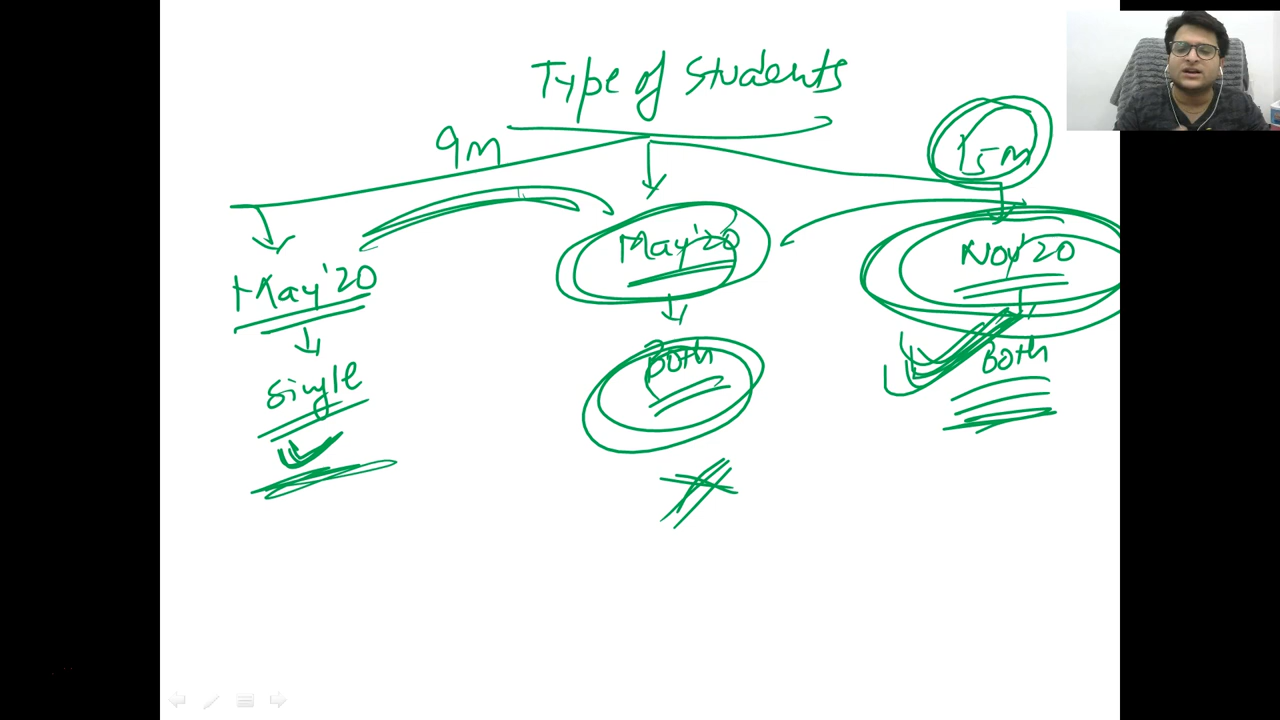 Type of Students
9m
15m
May'20
May'20
Nov'20
Single
Both
Both